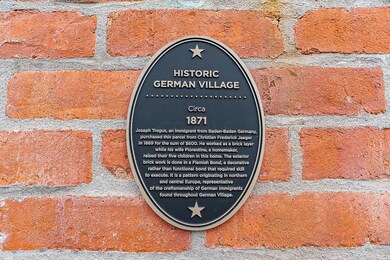 HISTORIC
GERMAN VILLAGE
Circa
1871
Joseph Tregus, an immigrant from Baden-Baden Germany,
purchased this parcel from Christian Frederick Jaeger
in 1869 for the sum of $600. He worked as a brick layer
while his wife Florentine, a homemaker,
raised their five children in this home. The exterior
brick work is done in a Flemish Bond, a decorative
rather than functional bond that required skill
to execute. It is a pattern originating in northern
and central Europe, representative
of the craftsmanship of German immigrants
found throughout German Village.